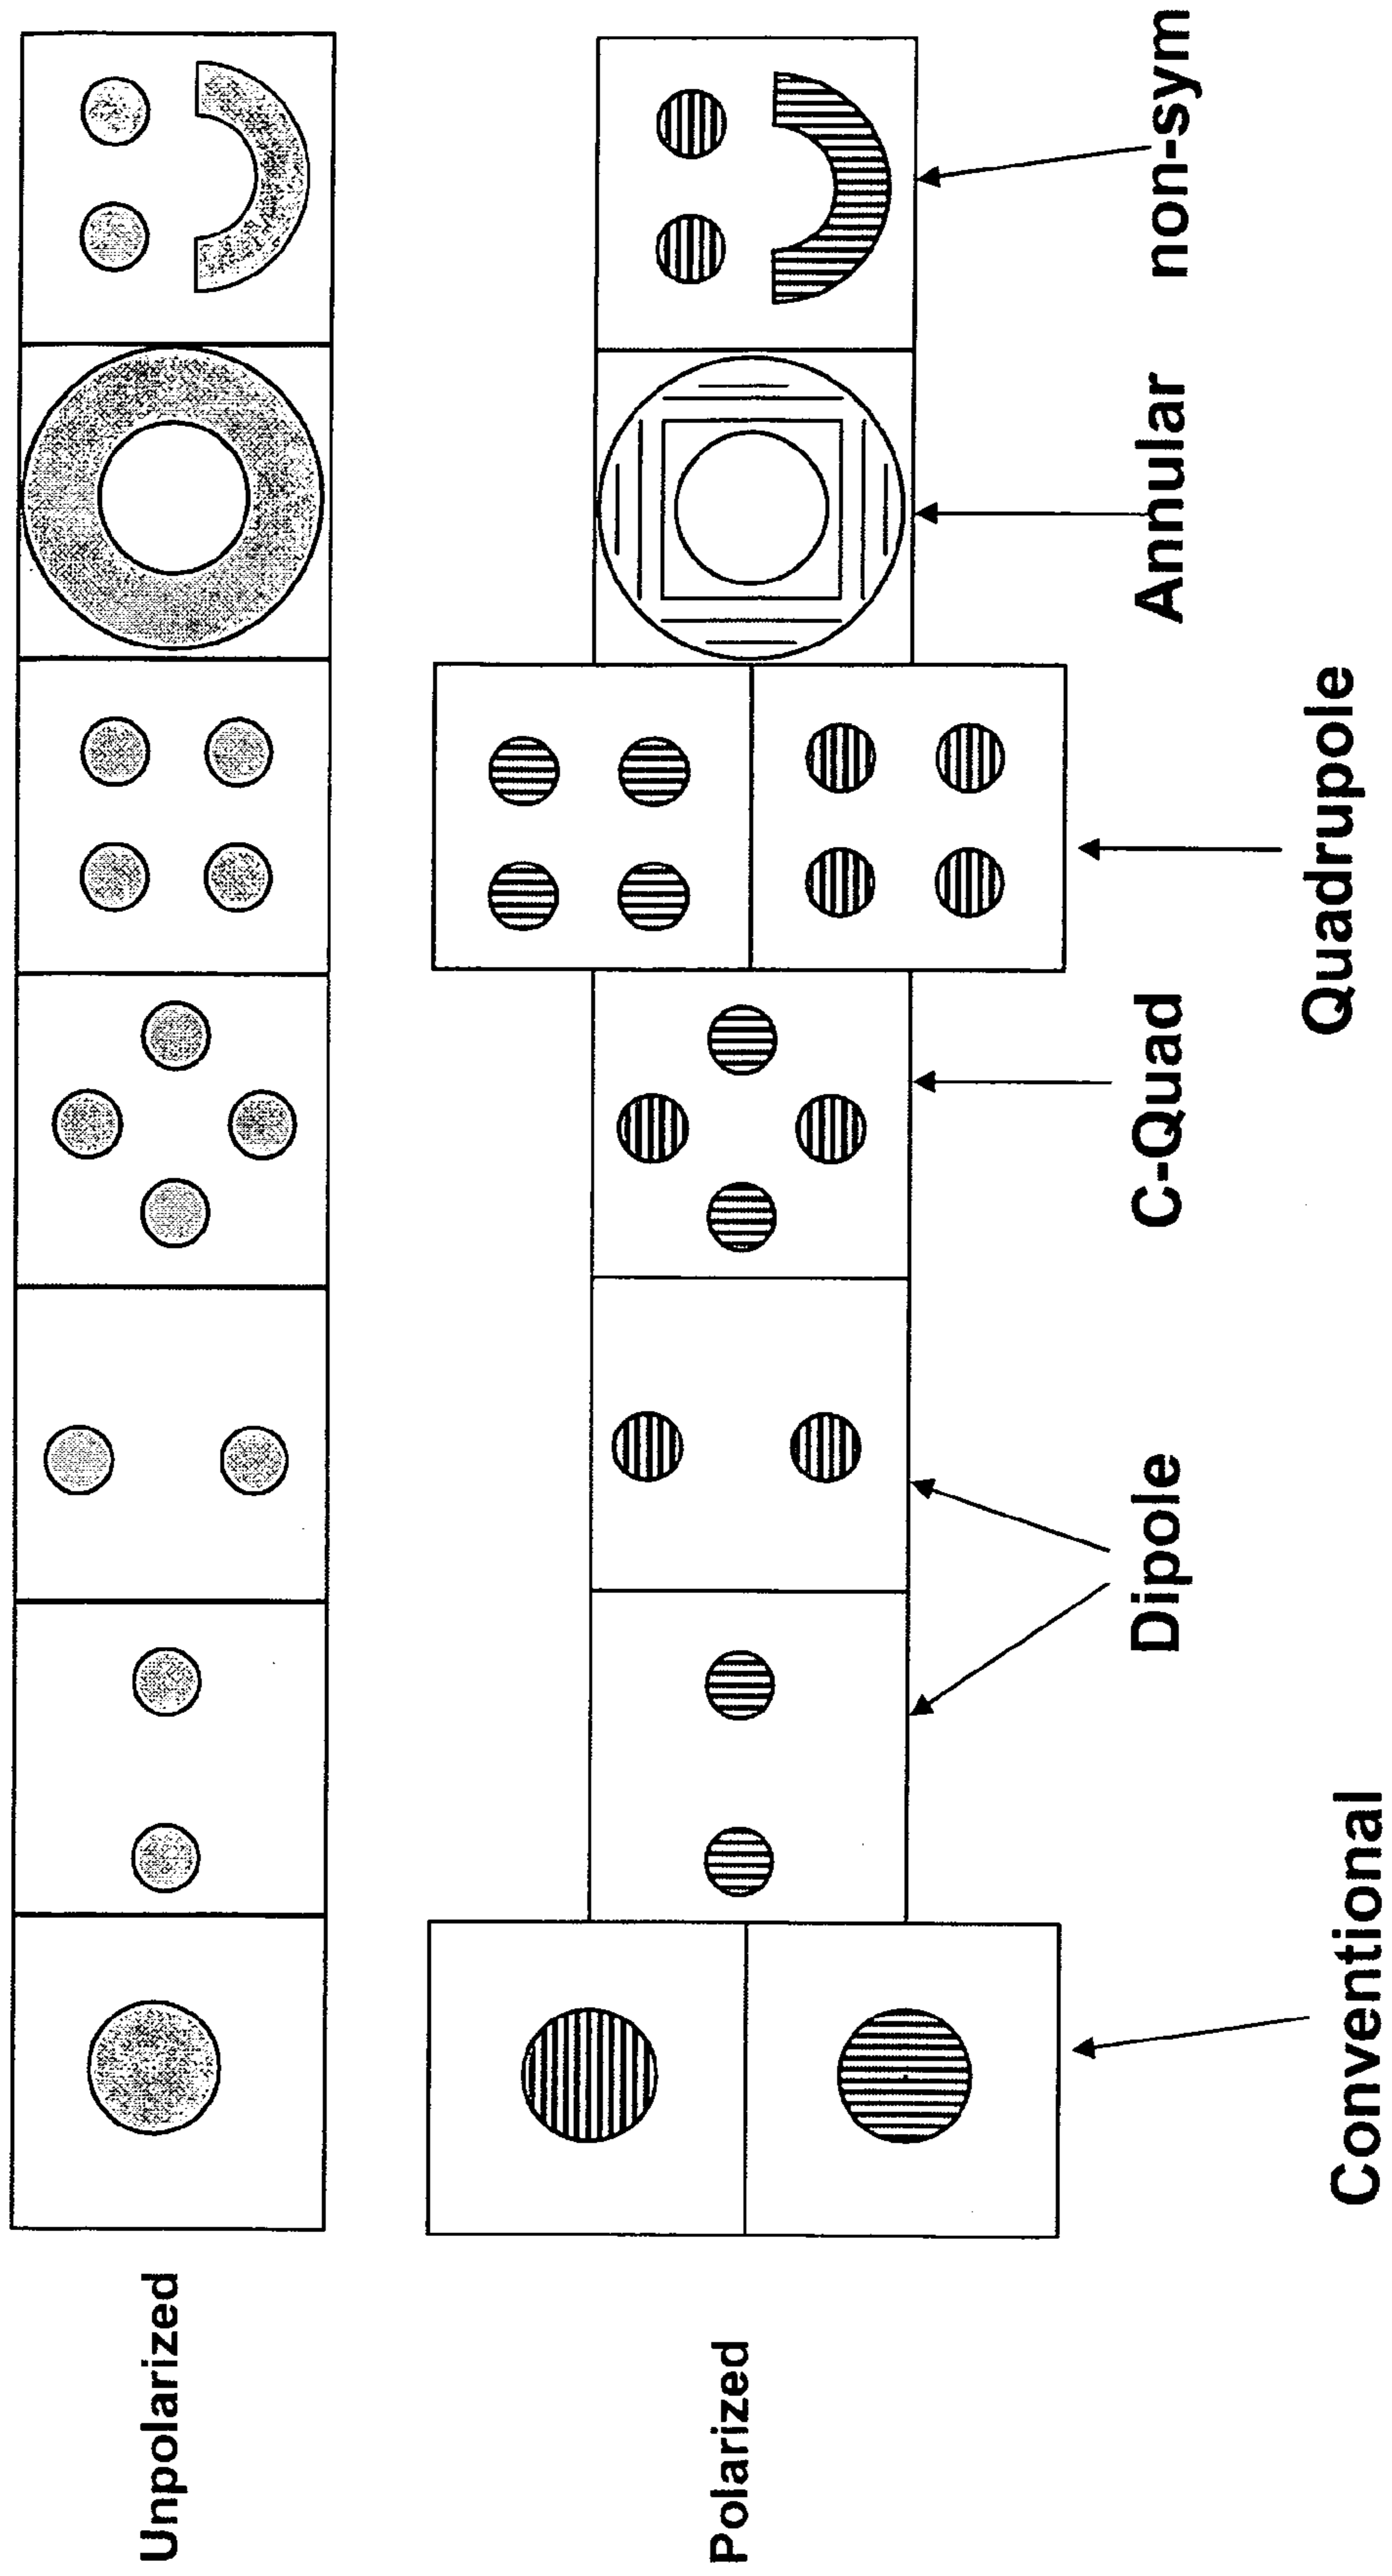 Unpolarized
Polarized
Conventional
Dipole
C-Quad
Quadrupole
Annular
non-sym